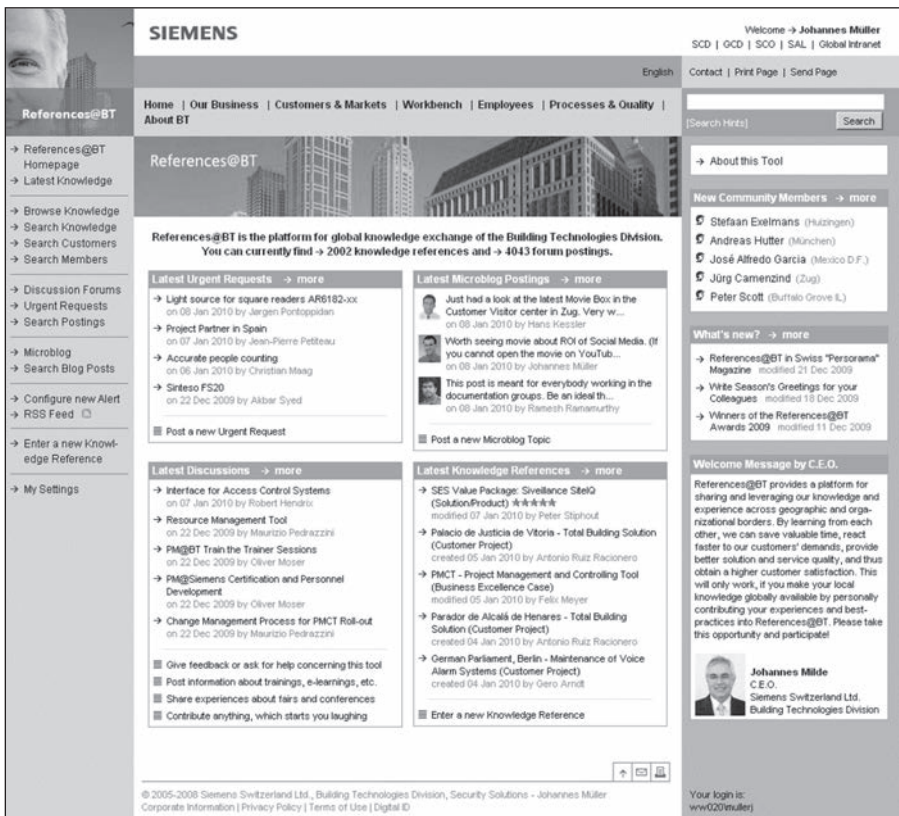 SIEMENS
Welcome → Johannes Müller
SCD | GCD | SCO | SAL | Global Intranet
English
Contact | Print Page | Send Page
References@BT
Home | Our Business | Customers & Markets | Workbench | Employees | Processes & Quality |
About BT
[Search Hints]
Search
→ References@BT
Homepage
→ Latest Knowledge
→ Browse Knowledge
→ Search Knowledge
→ Search Customers
→ Search Members
→ Discussion Forums
→ Urgent Requests
→ Search Postings
→ Microblog
→ Search Blog Posts
→ Configure new Alert
→ RSS Feed
→ Enter a new Knowl-
edge Reference
→ My Settings
References@BT
References@BT is the platform for global knowledge exchange of the Building Technologies Division.
You can currently find → 2002 knowledge references and → 4043 forum postings.
Latest Urgent Requests → more
→ Light source for square readers AR6182-xx
on 08 Jan 2010 by Jørgen Pontoppidan
→ Project Partner in Spain
on 07 Jan 2010 by Jean-Pierre Petiteau
→ Accurate people counting
on 06 Jan 2010 by Christian Maag
→ Sinteso FS20
on 22 Dec 2009 by Akbar Syed
Post a new Urgent Request
Latest Microblog Postings → more
Just had a look at the latest Movie Box in the
Customer Visitor center in Zug. Very w...
on 08 Jan 2010 by Hans Kessler
Worth seeing movie about ROI of Social Media. (If
you cannot open the movie on YouTub...
on 08 Jan 2010 by Johannes Müller
This post is meant for everybody working in the
documentation groups. Be an ideal th...
on 08 Jan 2010 by Ramesh Ramamurthy
Post a new Microblog Topic
Latest Discussions → more
→ Interface for Access Control Systems
on 07 Jan 2010 by Robert Hendrix
→ Resource Management Tool
on 22 Dec 2009 by Maurizio Pedrazzini
→ PM@BT Train the Trainer Sessions
on 22 Dec 2009 by Oliver Moser
→ PM@Siemens Certification and Personnel
Development
on 22 Dec 2009 by Oliver Moser
→ Change Management Process for PMCT Roll-out
on 22 Dec 2009 by Maurizio Pedrazzini
Give feedback or ask for help concerning this tool
Post information about trainings, e-learnings, etc.
Share experiences about fairs and conferences
Contribute anything, which starts you laughing
Latest Knowledge References → more
→ SES Value Package: Siveillance SiteIQ
(Solution/Product) ★★★★★
modified 07 Jan 2010 by Peter Stiphout
→ Palacio de Justicia de Vitoria - Total Building Solution
(Customer Project)
created 05 Jan 2010 by Antonio Ruiz Racionero
→ PMCT - Project Management and Controlling Tool
(Business Excellence Case)
modified 05 Jan 2010 by Felix Meyer
→ Parador de Alcalá de Henares - Total Building
Solution (Customer Project)
created 04 Jan 2010 by Antonio Ruiz Racionero
→ German Parliament, Berlin - Maintenance of Voice
Alarm Systems (Customer Project)
created 04 Jan 2010 by Gero Arndt
Enter a new Knowledge Reference
→ About this Tool
New Community Members → more
Stefaan Exelmans (Huizingen)
Andreas Hutter (München)
José Alfredo Garcia (Mexico D.F.)
Jürg Camenzind (Zug)
Peter Scott (Buffalo Grove IL)
What's new? → more
→ References@BT in Swiss "Persorama"
Magazine modified 21 Dec 2009
→ Write Season's Greetings for your
Colleagues modified 18 Dec 2009
→ Winners of the References@BT
Awards 2009 modified 11 Dec 2009
Welcome Message by C.E.O.
References@BT provides a platform for
sharing and leveraging our knowledge and
experience across geographic and orga-
nizational borders. By learning from each
other, we can save valuable time, react
faster to our customers' demands, provide
better solution and service quality, and thus
obtain a higher customer satisfaction. This
will only work, if you make your local
knowledge globally available by personally
contributing your experiences and best-
practices into References@BT. Please take
this opportunity and participate!
Johannes Milde
C.E.O.
Siemens Switzerland Ltd.
Building Technologies Division
© 2005-2008 Siemens Switzerland Ltd., Building Technologies Division, Security Solutions - Johannes Müller
Corporate Information | Privacy Policy | Terms of Use | Digital ID
Your login is:
ww020\mullerj